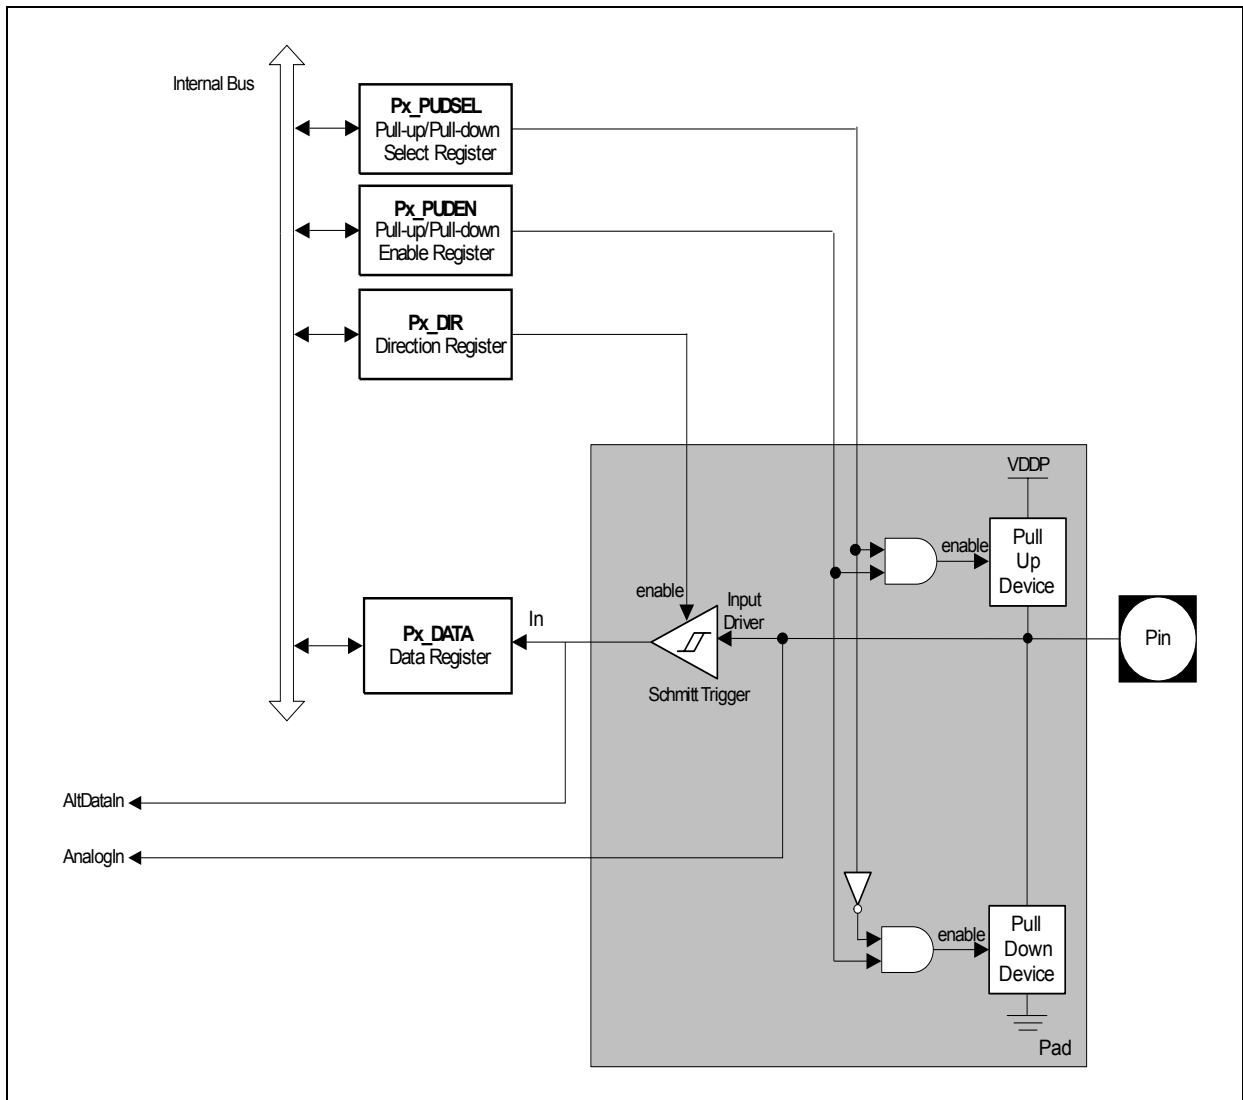 Internal Bus
Px_PUDSEL
Pull-up/Pull-down
Select Register
Px_PUDEN
Pull-up/Pull-down
Enable Register
Px_DIR
Direction Register
VDDP
Pull
Up
Device
enable
enable
Input
Driver
In
Px_DATA
Data Register
Schmitt Trigger
Pin
AltDataIn
AnalogIn
Pull
Down
Device
enable
Pad